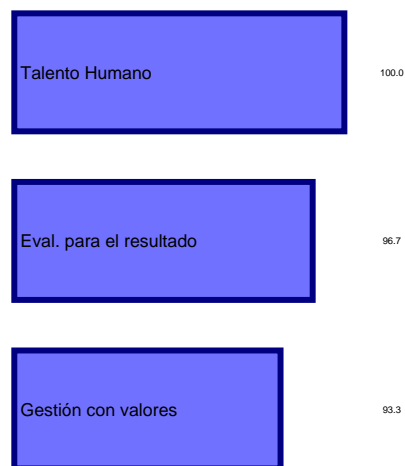 Talento Humano 100.0
Eval. para el resultado 96.7
Gestión con valores 93.3